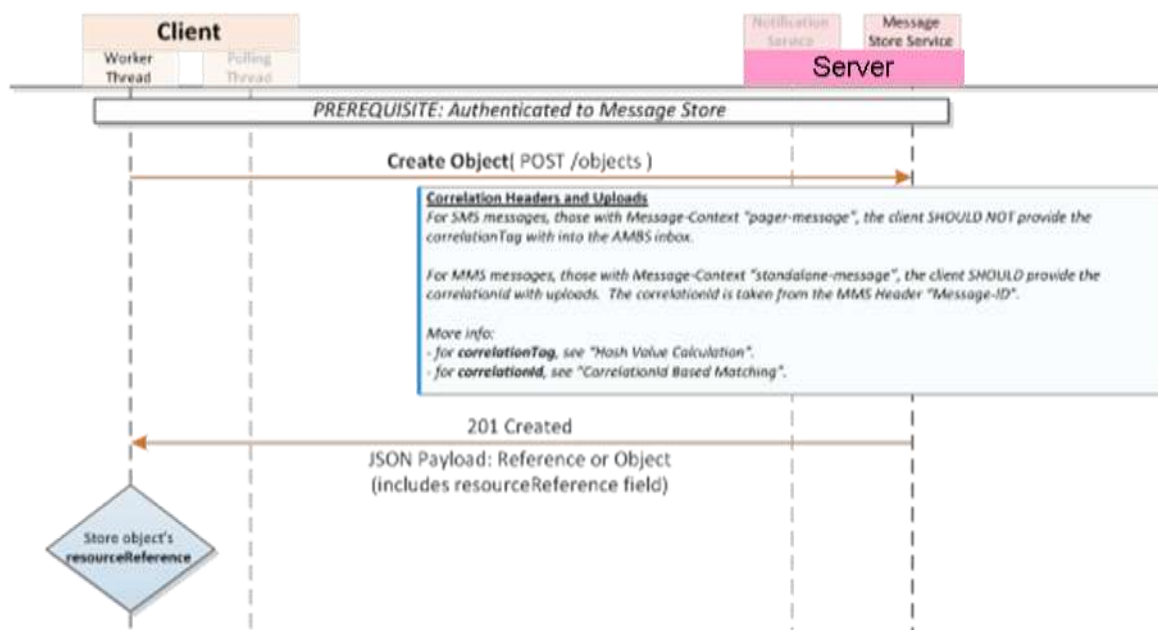 Client
Worker Thread
Polling Thread
Notification Service
Message Store Service
Server
PREREQUISITE: Authenticated to Message Store
Create Object( POST /objects )
Correlation Headers and Uploads
For SMS messages, those with Message-Context "pager-message", the client SHOULD NOT provide the
correlationTag with into the AMBS inbox.
For MMS messages, those with Message-Context "standalone-message", the client SHOULD provide the
correlationId with uploads. The correlationId is taken from the MMS Header "Message-ID".
More info:
- for correlationTag, see "Hash Value Calculation".
- for correlationId, see "CorrelationId Based Matching".
201 Created
JSON Payload: Reference or Object
(includes resourceReference field)
Store object's
resourceReference